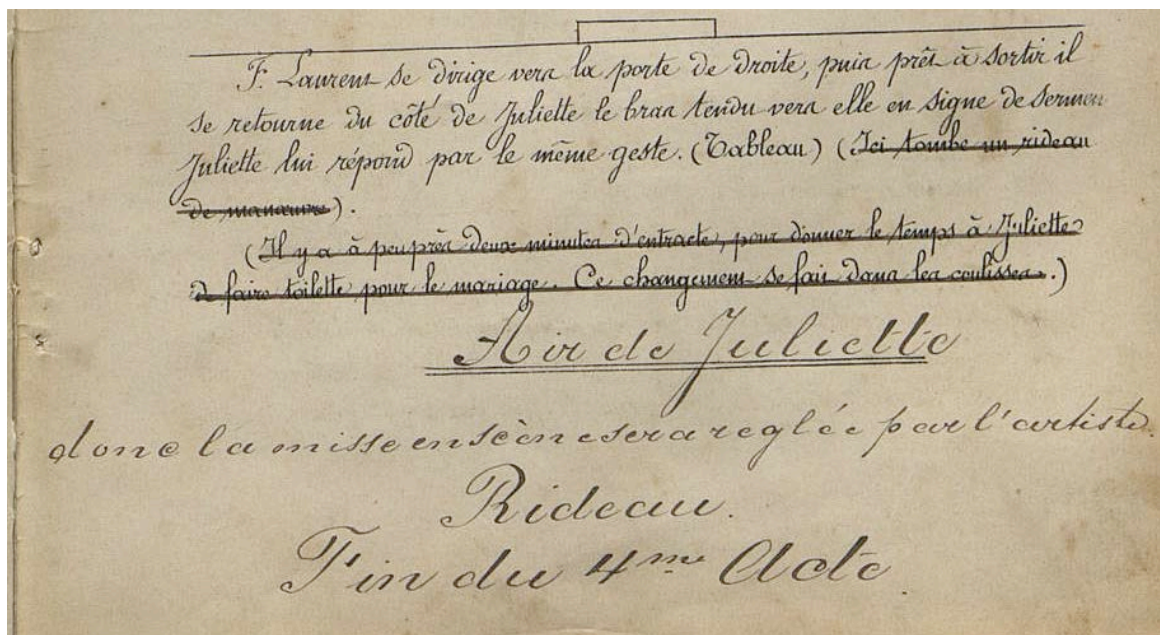 F. Laurent se dirige vers la porte de droite, puis prêt à sortir il
se retourne du côté de Juliette le bras tendu vers elle en signe de sermen
Juliette lui répond par le même geste. (Tableau) (Ici tombe un rideau
de manœuvre).
(Il y a à peu près deux minutes d'entracte, pour donner le temps à Juliette
de faire toilette pour le mariage. Ce changement se fait dans les coulisses.)
Air de Juliette
donc la misse en scène sera reglée par l'artiste.
Rideau.
Fin du 4me Acte